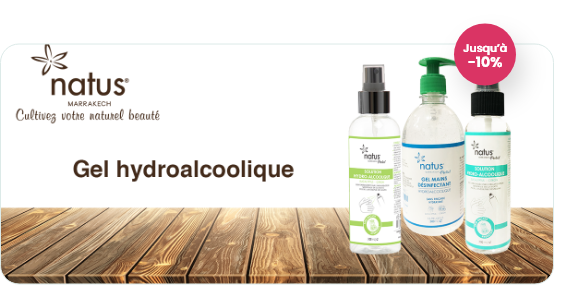 natus®
MARRAKECH
Cultivez votre naturel beauté
Gel hydroalcoolique
Jusqu'à
-10%
natus
SOLUTION
HYDRO-ALCOOLIQUE
natus
GEL MAINS
DÉSINFECTANT
HYDROALCOOLIQUE
natus
SOLUTION
HYDRO-ALCOOLIQUE